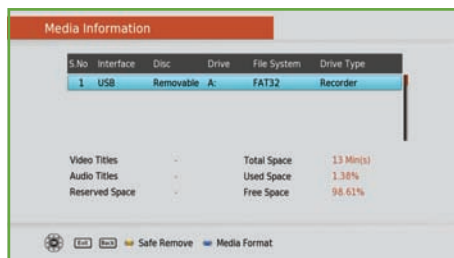 Media Information
S.No Interface Disc Drive File System Drive Type
1 USB Removable A: FAT32 Recorder
Video Titles - Total Space 13 Min(s)
Audio Titles - Used Space 1.38%
Reserved Space - Free Space 98.61%
Exit Back Safe Remove Media Format